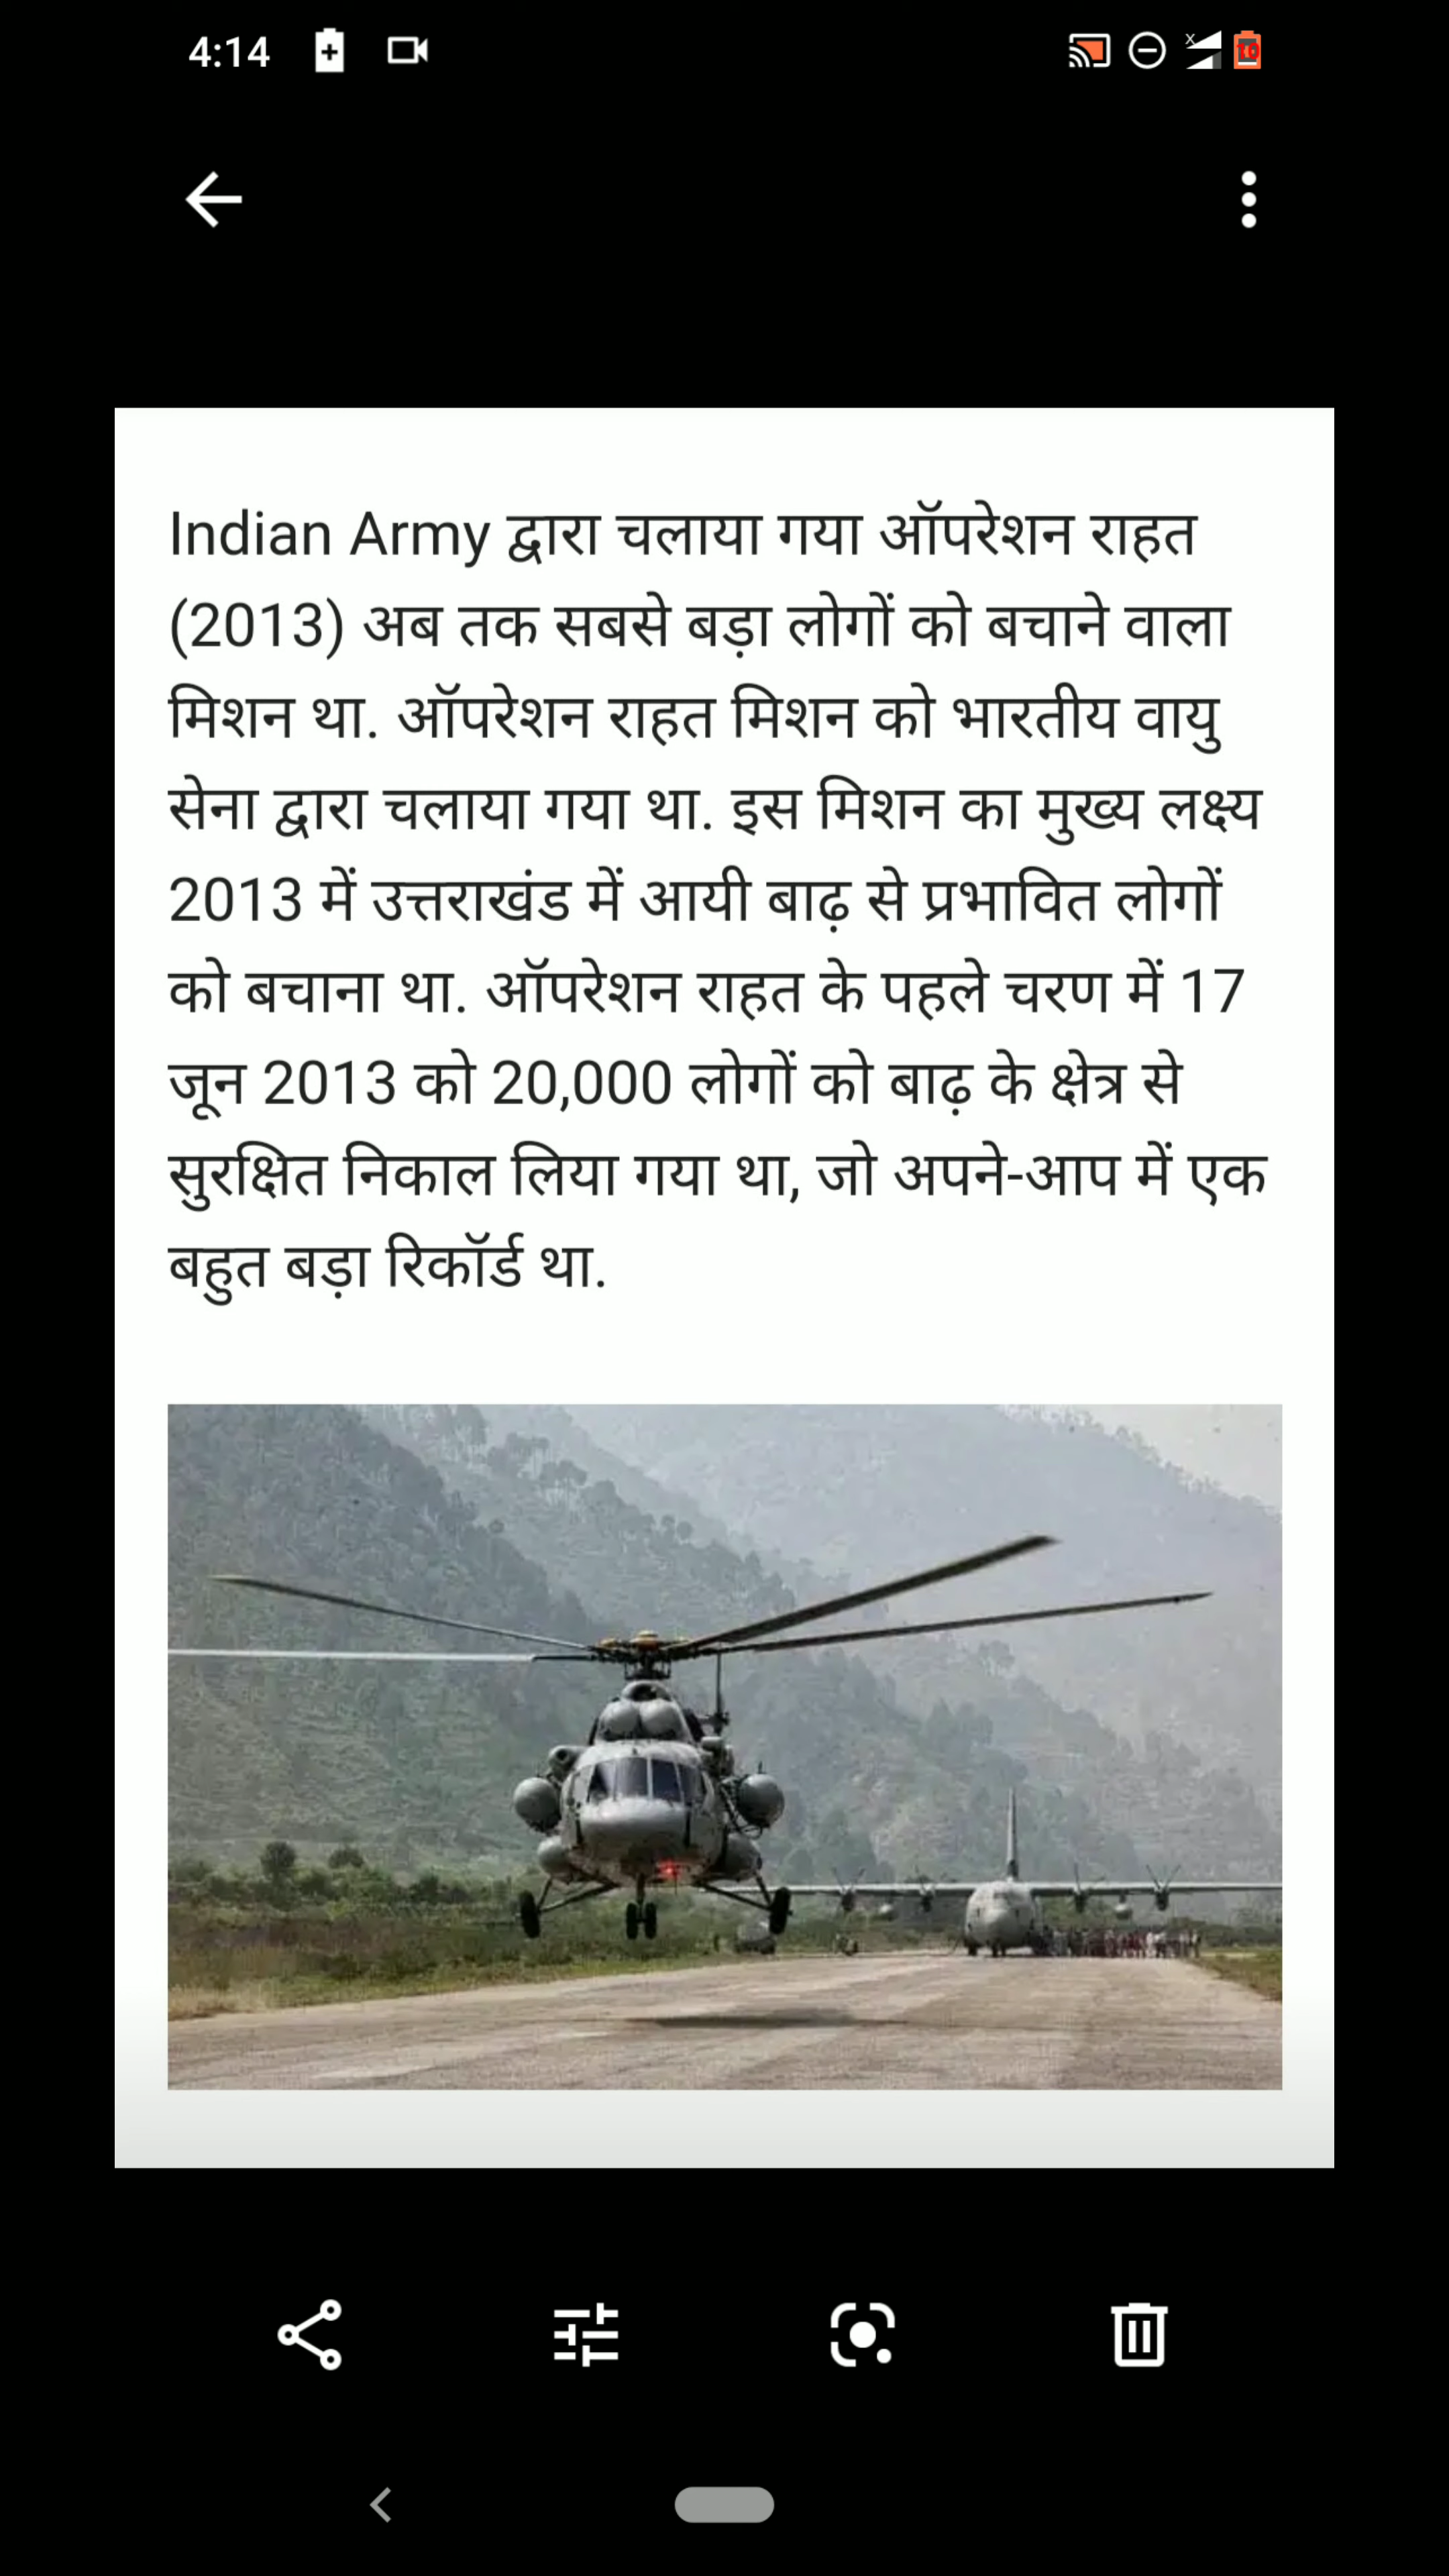 4:14
10
Indian Army द्वारा चलाया गया ऑपरेशन राहत
(2013) अब तक सबसे बड़ा लोगों को बचाने वाला
मिशन था. ऑपरेशन राहत मिशन को भारतीय वायु
सेना द्वारा चलाया गया था. इस मिशन का मुख्य लक्ष्य
2013 में उत्तराखंड में आयी बाढ़ से प्रभावित लोगों
को बचाना था. ऑपरेशन राहत के पहले चरण में 17
जून 2013 को 20,000 लोगों को बाढ़ के क्षेत्र से
सुरक्षित निकाल लिया गया था, जो अपने-आप में एक
बहुत बड़ा रिकॉर्ड था.